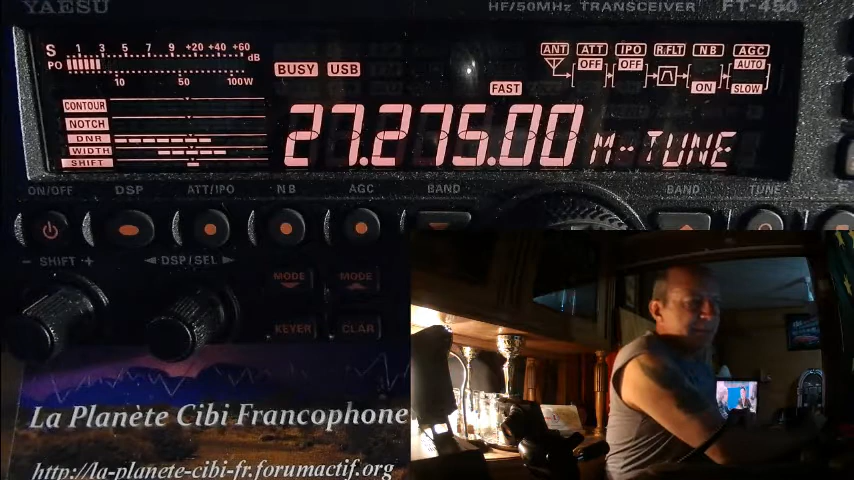 YAESU
HF/50MHz TRANSCEIVER FT-450
S 1 3 5 7 9 +20 +40 +60 dB
PO 10 50 100W
BUSY USB
ANT ATT IPO R.FLT NB AGC
OFF OFF AUTO
ON SLOW
FAST
CONTOUR
NOTCH
DNR
WIDTH
SHIFT
27.275.00 M-TUNE
ON/OFF DSP ATT/IPO NB AGC BAND BAND TUNE
− SHIFT + ◄DSP/SEL► MODE MODE
KEYER CLAR
La Planète Cibi Francophone
http://la-planete-cibi-fr.forumactif.org